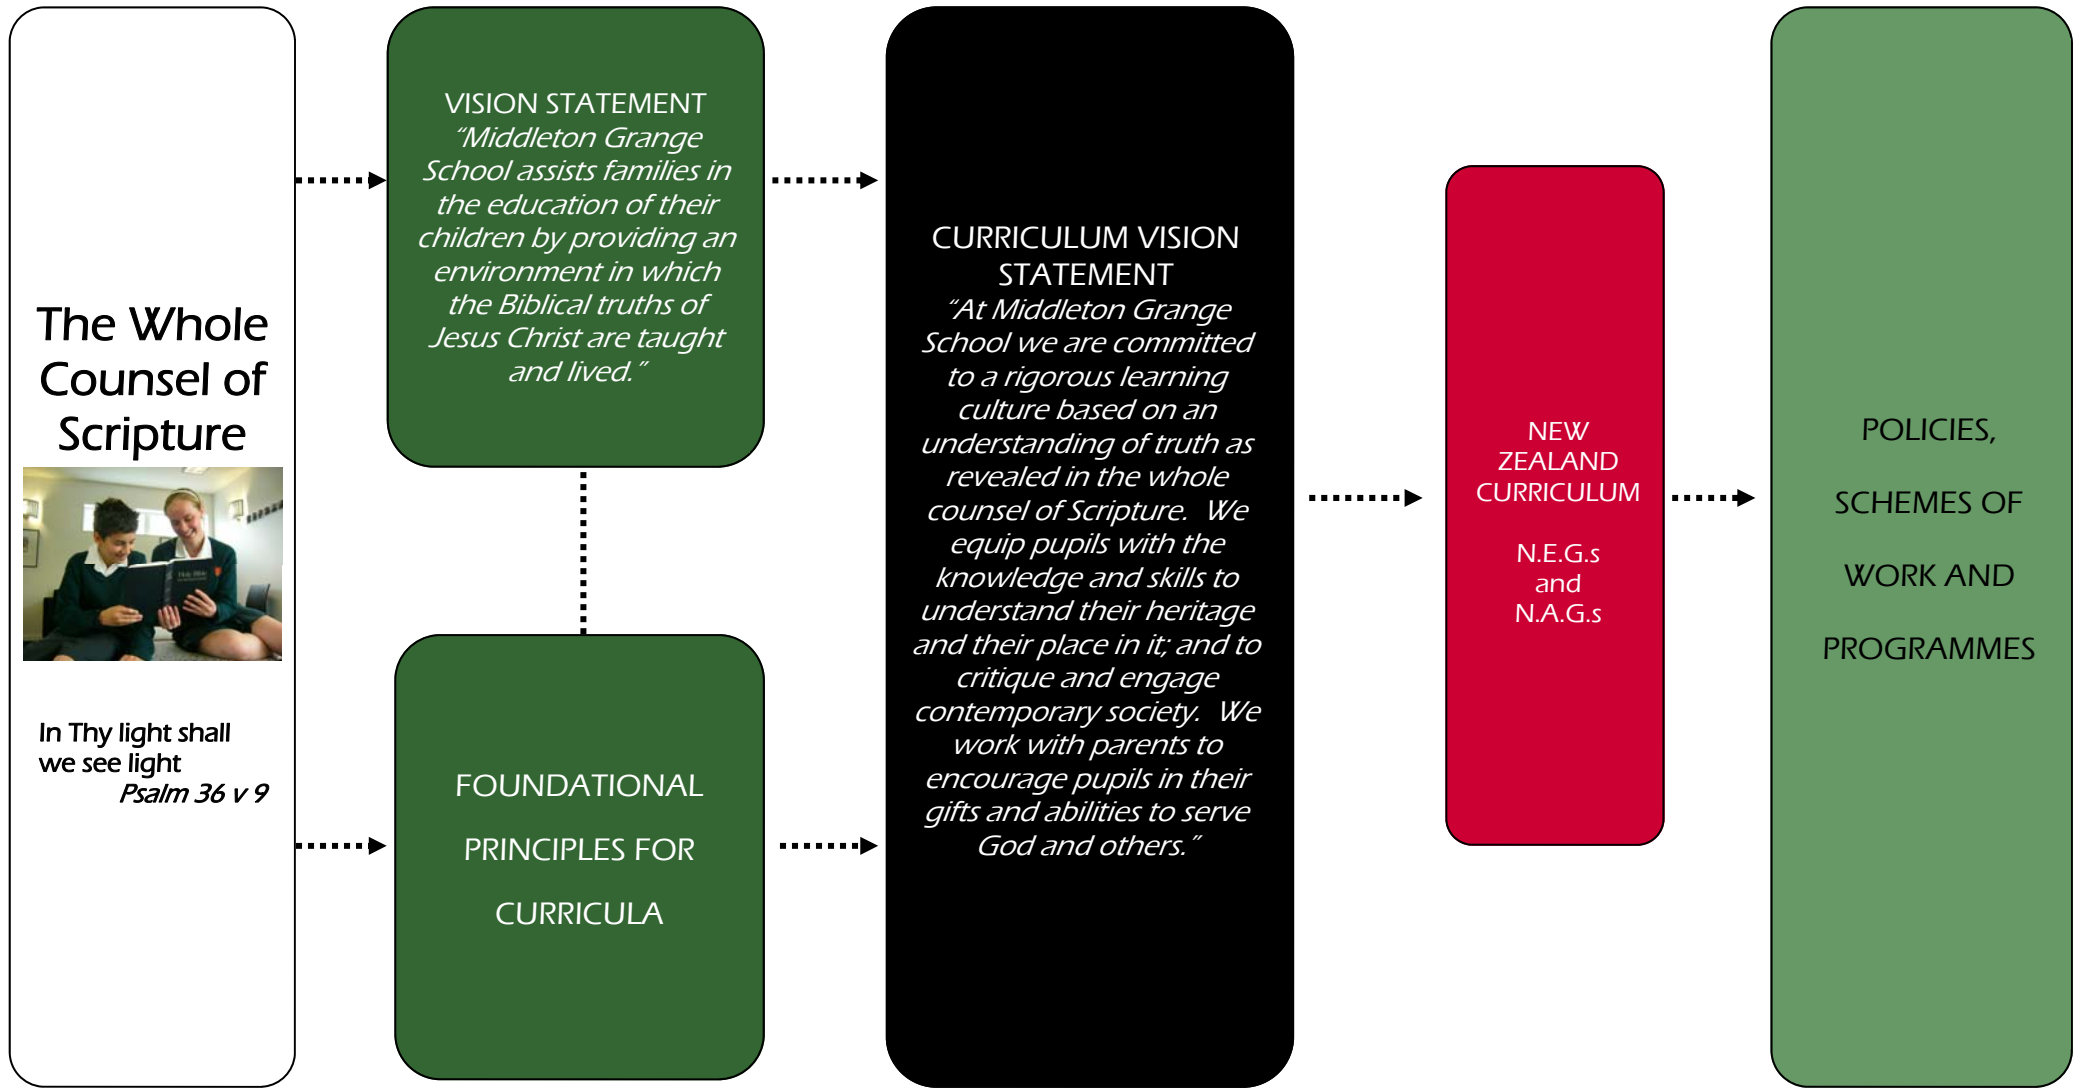 The Whole
Counsel of
Scripture
Holy Bible
In Thy light shall
we see light
Psalm 36 v 9
VISION STATEMENT
“Middleton Grange
School assists families in
the education of their
children by providing an
environment in which
the Biblical truths of
Jesus Christ are taught
and lived.”
FOUNDATIONAL
PRINCIPLES FOR
CURRICULA
CURRICULUM VISION
STATEMENT
“At Middleton Grange
School we are committed
to a rigorous learning
culture based on an
understanding of truth as
revealed in the whole
counsel of Scripture.  We
equip pupils with the
knowledge and skills to
understand their heritage
and their place in it; and to
critique and engage
contemporary society.  We
work with parents to
encourage pupils in their
gifts and abilities to serve
God and others.”
NEW
ZEALAND
CURRICULUM
N.E.G.s
and
N.A.G.s
POLICIES,
SCHEMES OF
WORK AND
PROGRAMMES